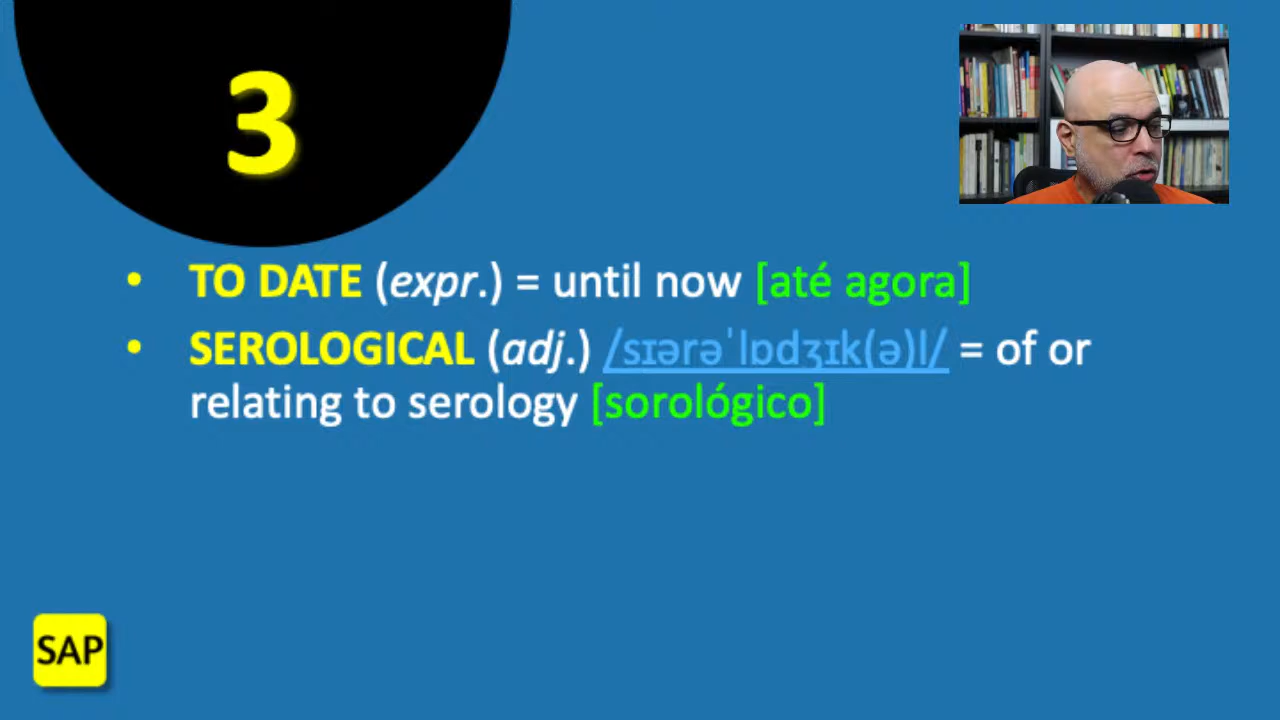 3
• TO DATE (expr.) = until now [até agora]
• SEROLOGICAL (adj.) /sɪərəˈlɒdʒɪk(ə)l/ = of or
relating to serology [sorológico]
SAP